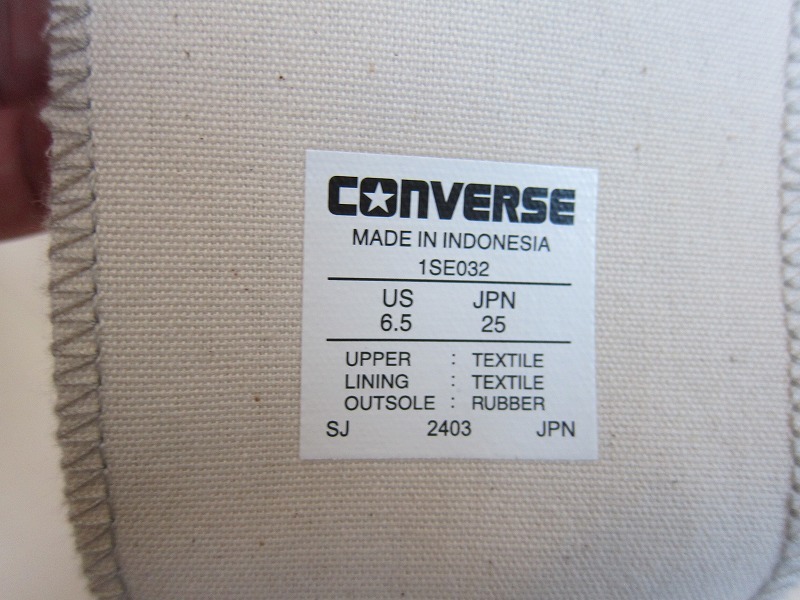 CONVERSE
MADE IN INDONESIA
1SE032
US JPN
6.5 25
UPPER : TEXTILE
LINING : TEXTILE
OUTSOLE : RUBBER
SJ 2403 JPN